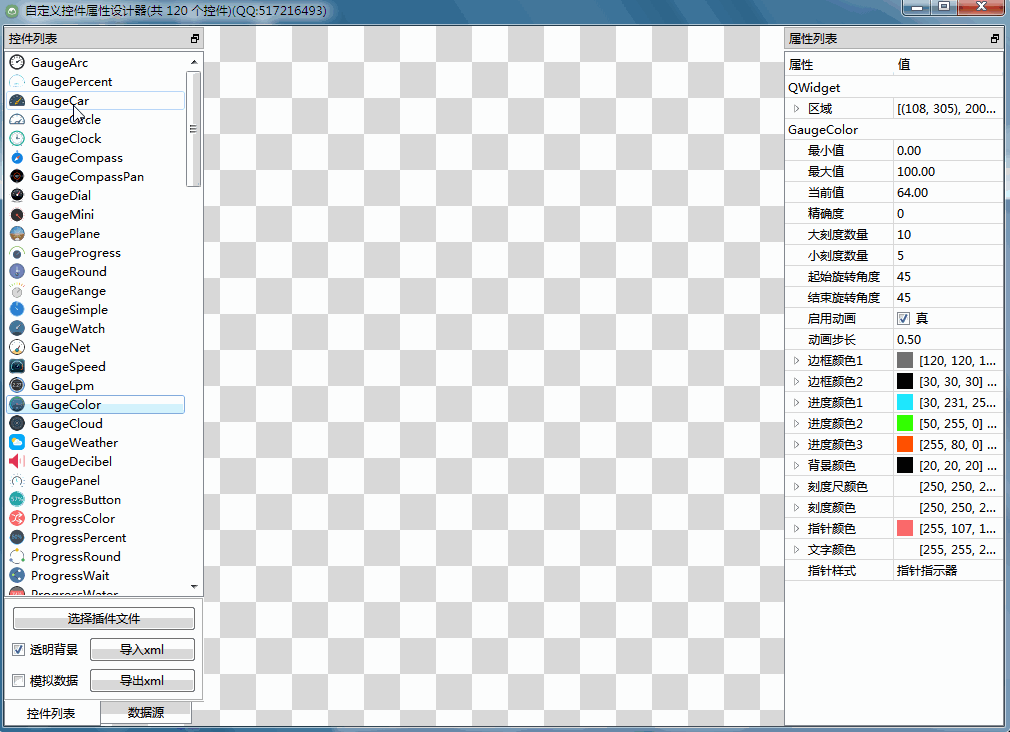 自定义控件属性设计器(共 120 个控件)(QQ:517216493)
控件列表
GaugeArc
GaugePercent
GaugeCar
GaugeCircle
GaugeClock
GaugeCompass
GaugeCompassPan
GaugeDial
GaugeMini
GaugePlane
GaugeProgress
GaugeRound
GaugeRange
GaugeSimple
GaugeWatch
GaugeNet
GaugeSpeed
GaugeLpm
GaugeColor
GaugeCloud
GaugeWeather
GaugeDecibel
GaugePanel
ProgressButton
ProgressColor
ProgressPercent
ProgressRound
ProgressWait
ProgressWater
选择插件文件
透明背景 导入xml
模拟数据 导出xml
控件列表 数据源
属性列表
属性 值
QWidget
区域 [(108, 305), 200...
GaugeColor
最小值 0.00
最大值 100.00
当前值 64.00
精确度 0
大刻度数量 10
小刻度数量 5
起始旋转角度 45
结束旋转角度 45
启用动画 真
动画步长 0.50
边框颜色1 [120, 120, 1...
边框颜色2 [30, 30, 30] ...
进度颜色1 [30, 231, 25...
进度颜色2 [50, 255, 0] ...
进度颜色3 [255, 80, 0] ...
背景颜色 [20, 20, 20] ...
刻度尺颜色 [250, 250, 2...
刻度颜色 [250, 250, 2...
指针颜色 [255, 107, 1...
文字颜色 [255, 255, 2...
指针样式 指针指示器